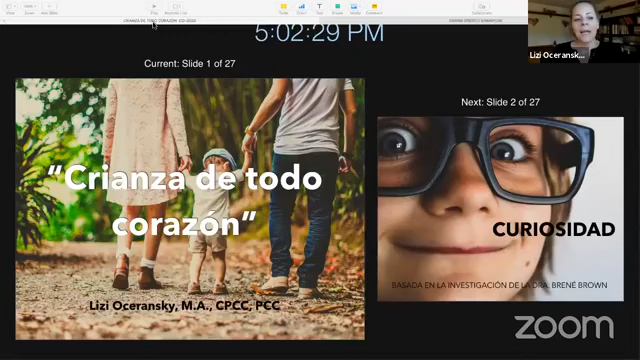 5:02:29 PM
Current: Slide 1 of 27
Next: Slide 2 of 27
"Crianza de todo
corazón"
Lizi Oceransky, M.A., CPCC, PCC
CURIOSIDAD
BASADA EN LA INVESTIGACIÓN DE LA DRA. BRENÉ BROWN
Lizi Oceransk...
zoom